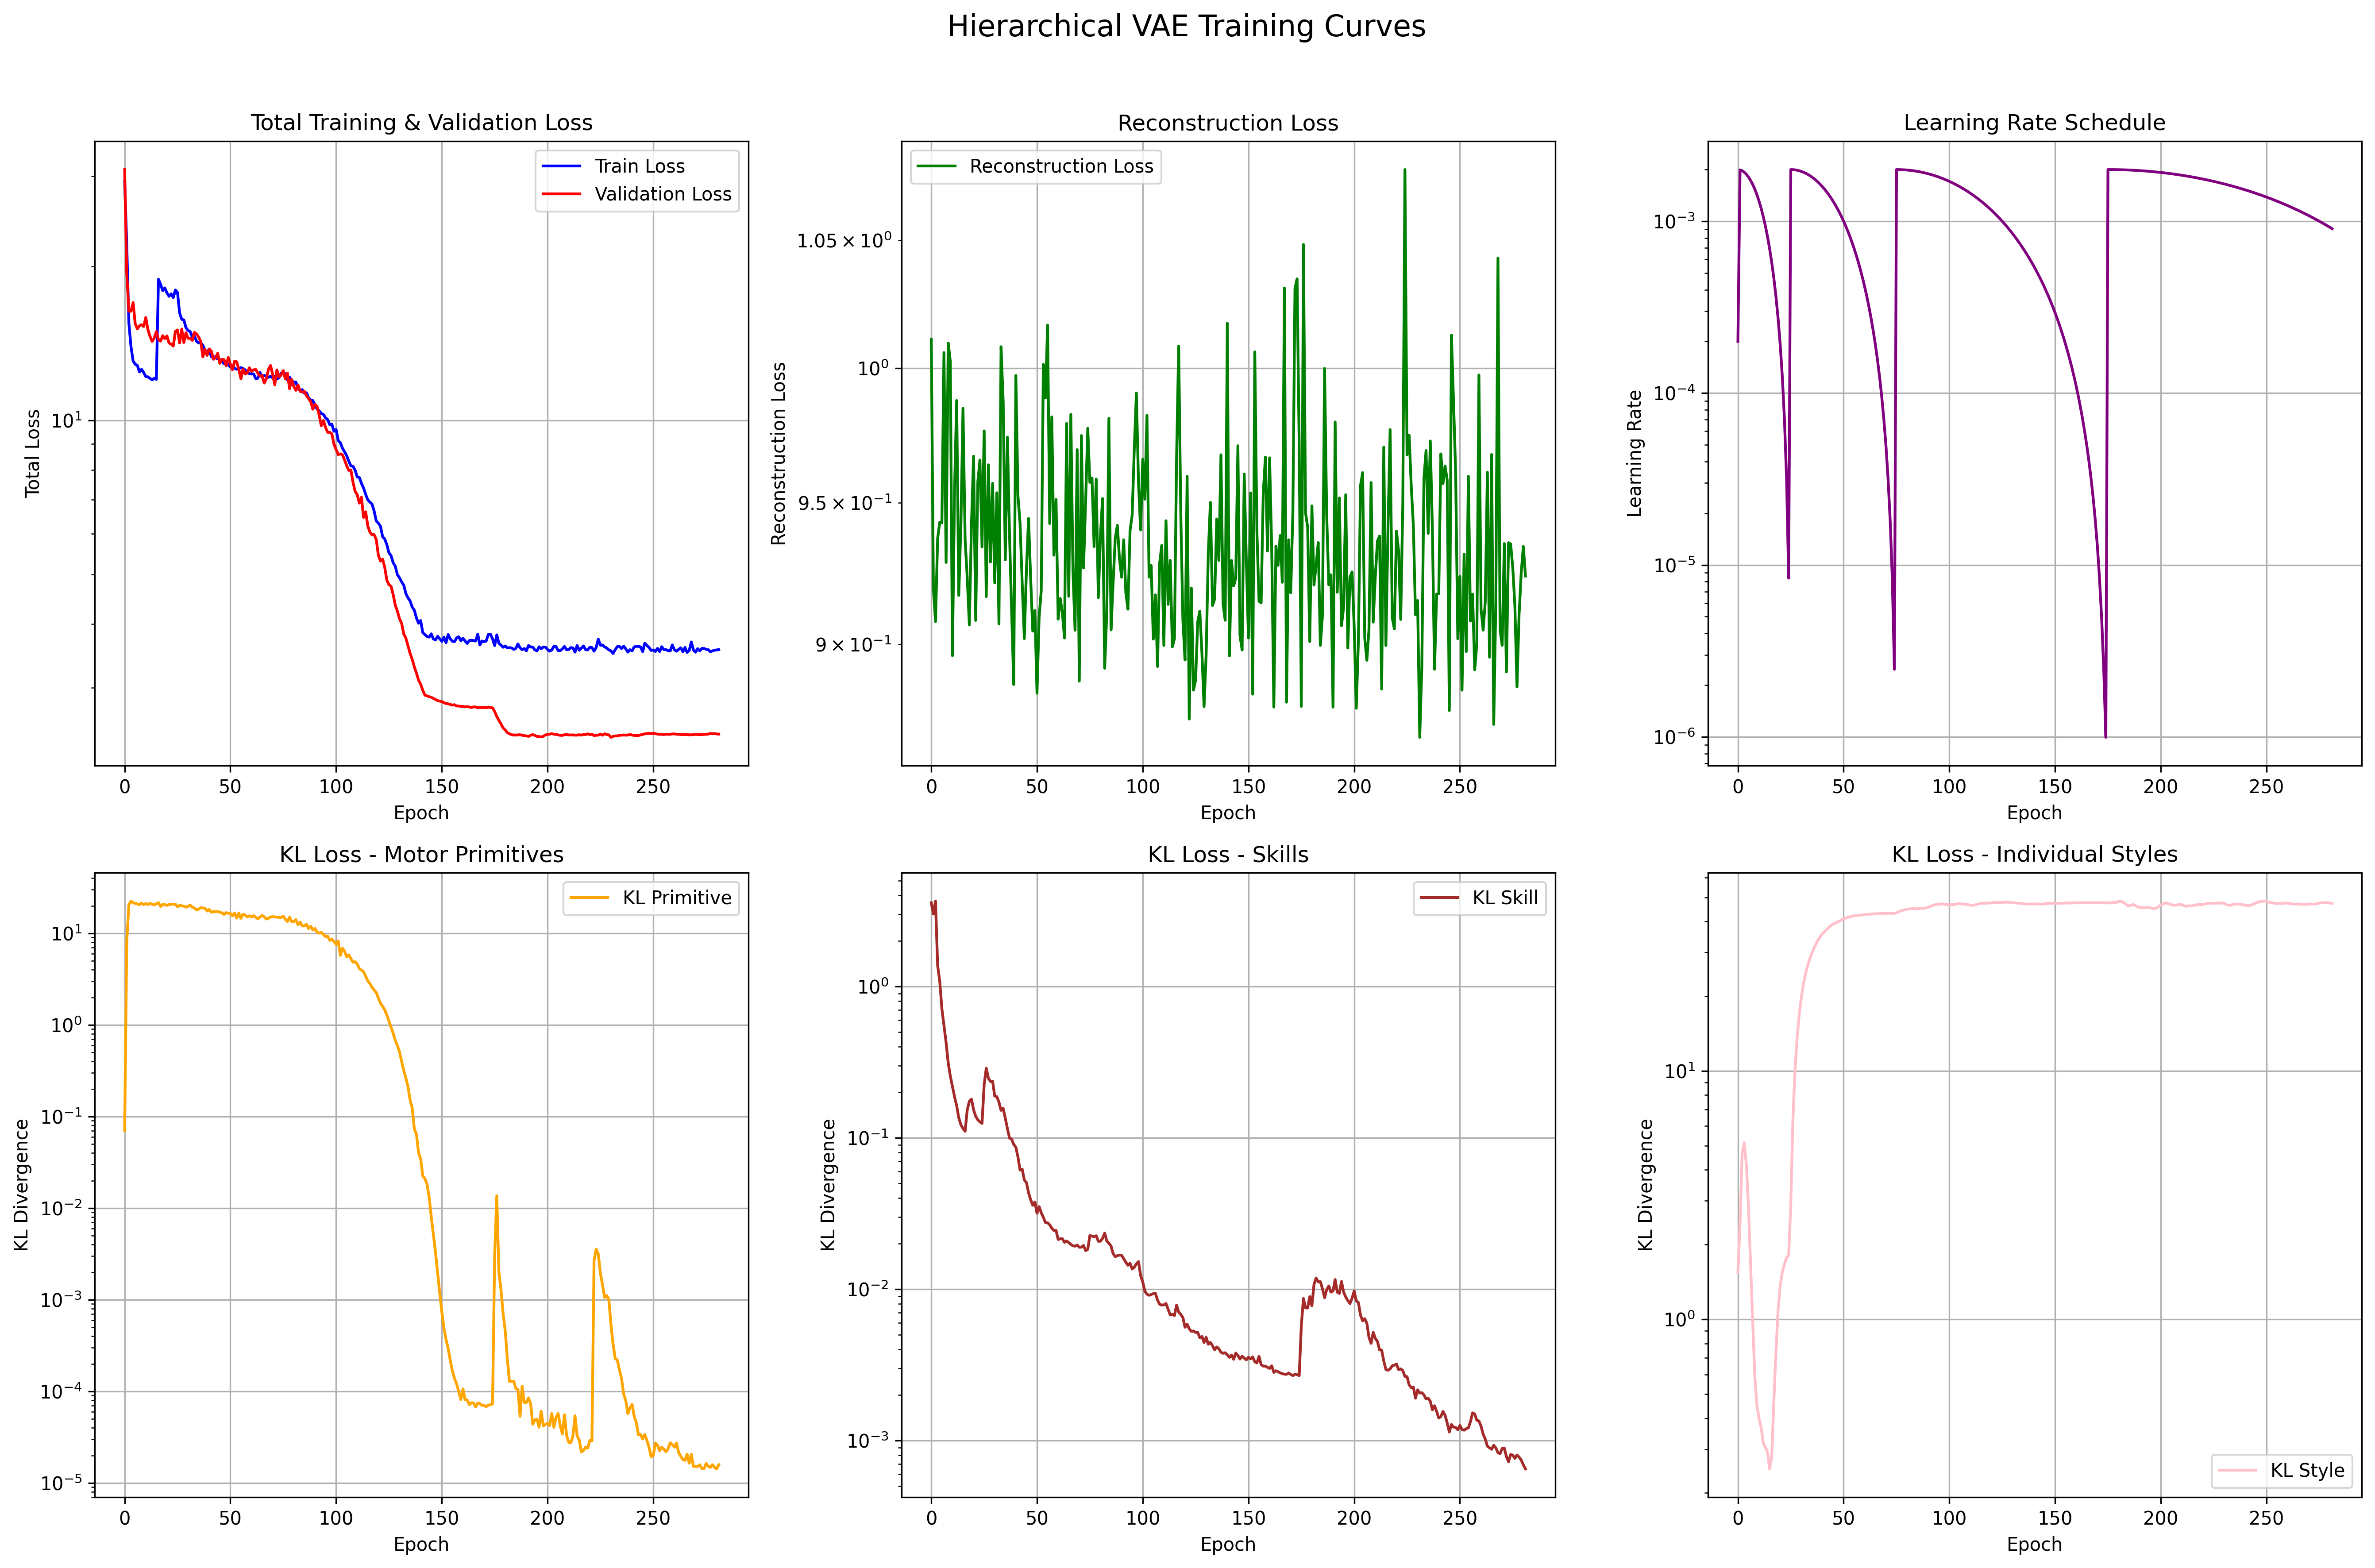 Hierarchical VAE Training Curves
Total Training & Validation Loss
Train Loss
Validation Loss
10¹
Total Loss
0 50 100 150 200 250
Epoch
Reconstruction Loss
Reconstruction Loss
1.05 × 10⁰
10⁰
9.5 × 10⁻¹
9 × 10⁻¹
Reconstruction Loss
0 50 100 150 200 250
Epoch
Learning Rate Schedule
10⁻³
10⁻⁴
10⁻⁵
10⁻⁶
Learning Rate
0 50 100 150 200 250
Epoch
KL Loss - Motor Primitives
KL Primitive
10¹
10⁰
10⁻¹
10⁻²
10⁻³
10⁻⁴
10⁻⁵
KL Divergence
0 50 100 150 200 250
Epoch
KL Loss - Skills
KL Skill
10⁰
10⁻¹
10⁻²
10⁻³
KL Divergence
0 50 100 150 200 250
Epoch
KL Loss - Individual Styles
10¹
10⁰
KL Divergence
KL Style
0 50 100 150 200 250
Epoch